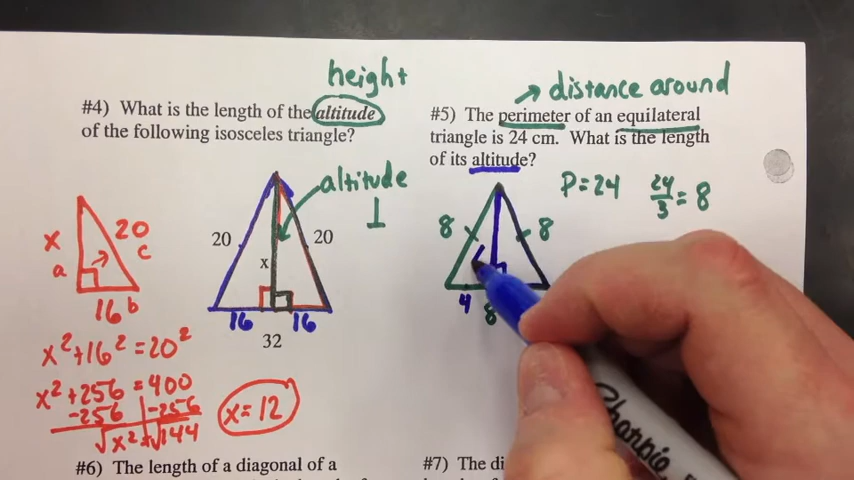 height
#4) What is the length of the altitude
of the following isosceles triangle?
altitude
⊥
20
20
x
16
16
32
x
20
a
c
16
b
x²+16²=20²
x²+256=400
-256 -256
√x²=√144
x=12
→ distance around
#5) The perimeter of an equilateral
triangle is 24 cm. What is the length
of its altitude?
P=24
24/3=8
8
8
4
8
#6) The length of a diagonal of a
#7) The di
Sharpie